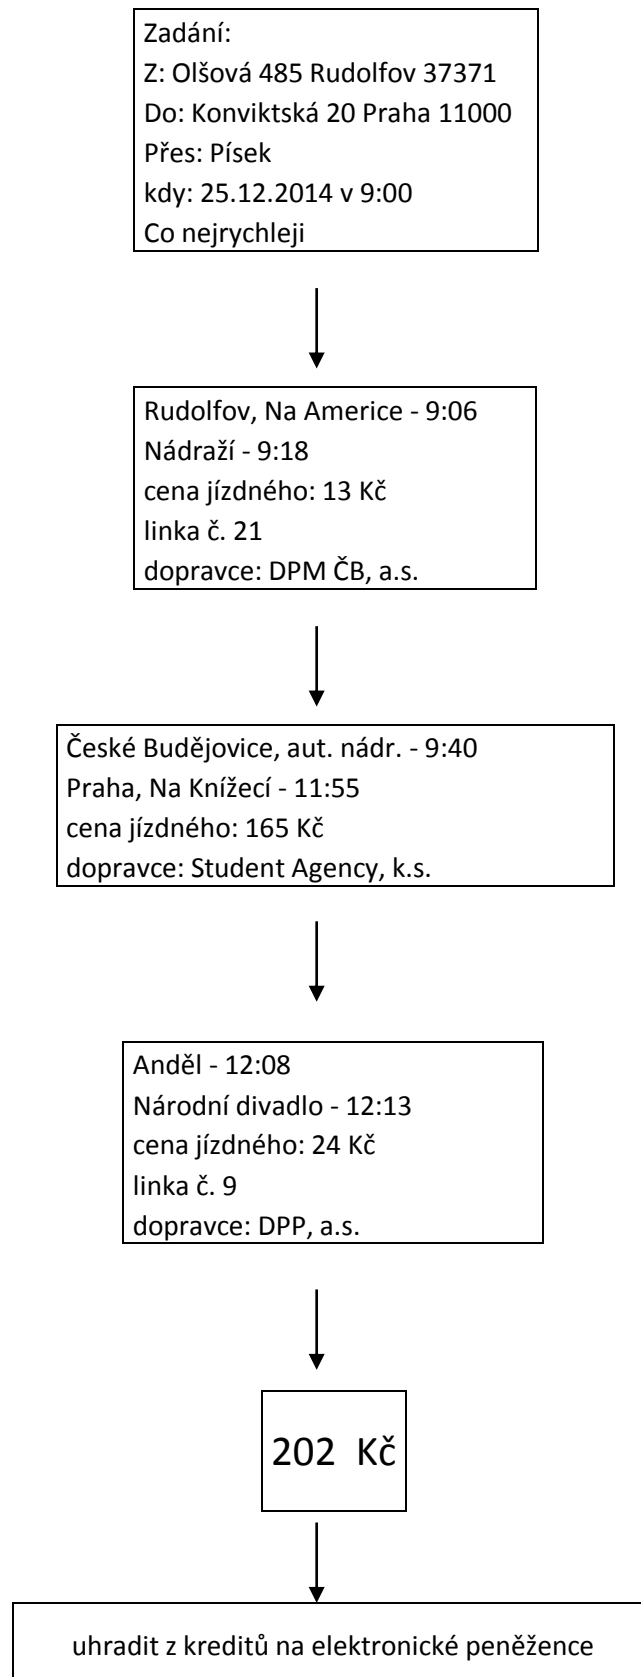 Zadání:
Z: Olšová 485 Rudolfov 37371
Do: Konviktská 20 Praha 11000
Přes: Písek
kdy: 25.12.2014 v 9:00
Co nejrychleji
Rudolfov, Na Americe - 9:06
Nádraží - 9:18
cena jízdného: 13 Kč
linka č. 21
dopravce: DPM ČB, a.s.
České Budějovice, aut. nádr. - 9:40
Praha, Na Knížecí - 11:55
cena jízdného: 165 Kč
dopravce: Student Agency, k.s.
Anděl - 12:08
Národní divadlo - 12:13
cena jízdného: 24 Kč
linka č. 9
dopravce: DPP, a.s.
202 Kč
uhradit z kreditů na elektronické peněžence